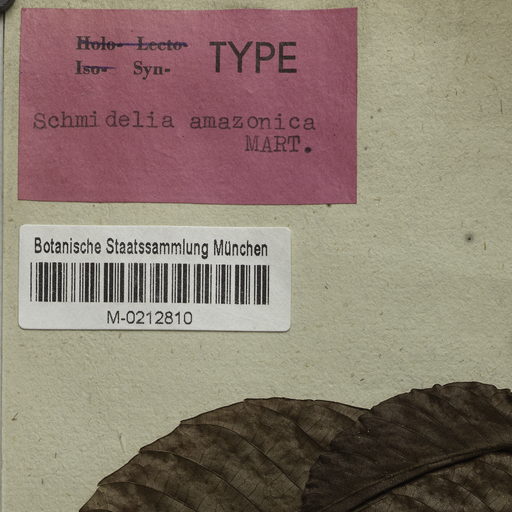 Holo- Lecto-
Iso- Syn- TYPE
Schmidelia amazonica
MART.
Botanische Staatssammlung München
M-0212810